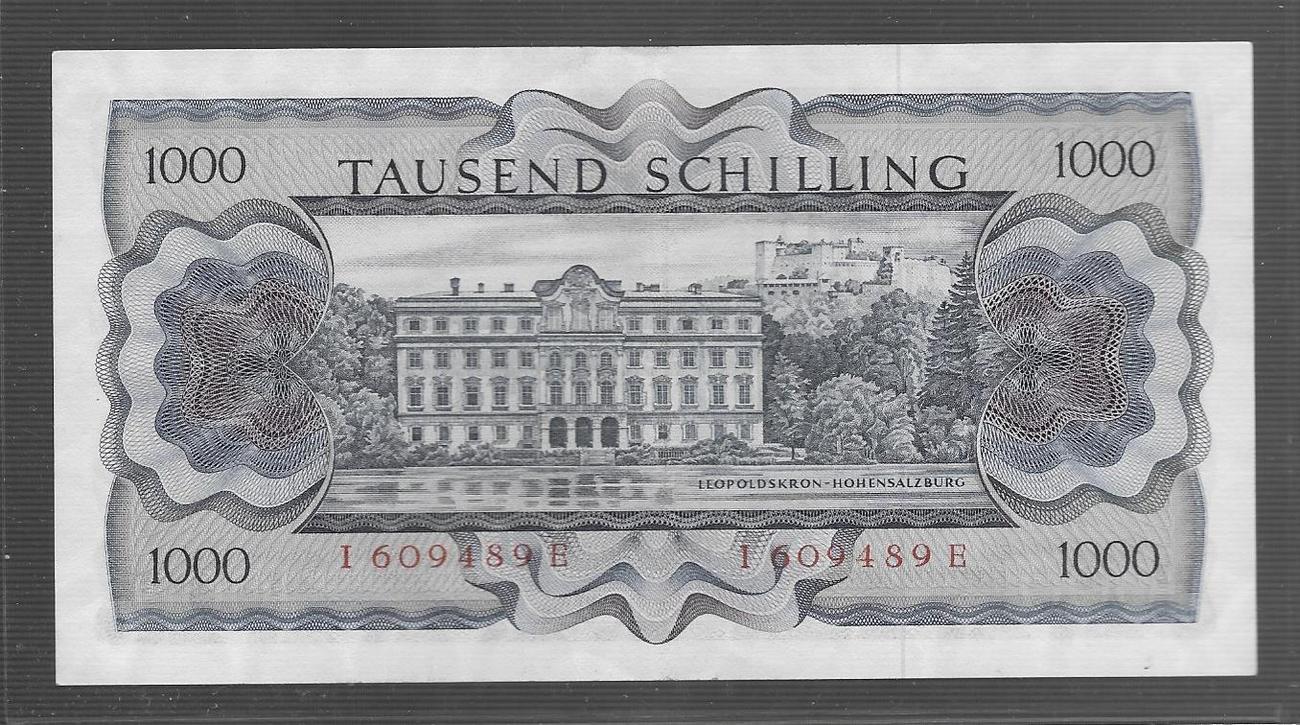 1000 TAUSEND SCHILLING 1000
LEOPOLDSKRON-HOHENSALZBURG
1000 I 609489 E I 609489 E 1000